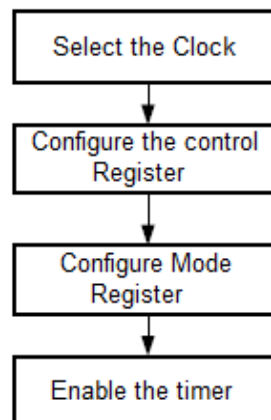 Select the Clock
Configure the control
Register
Configure Mode
Register
Enable the timer